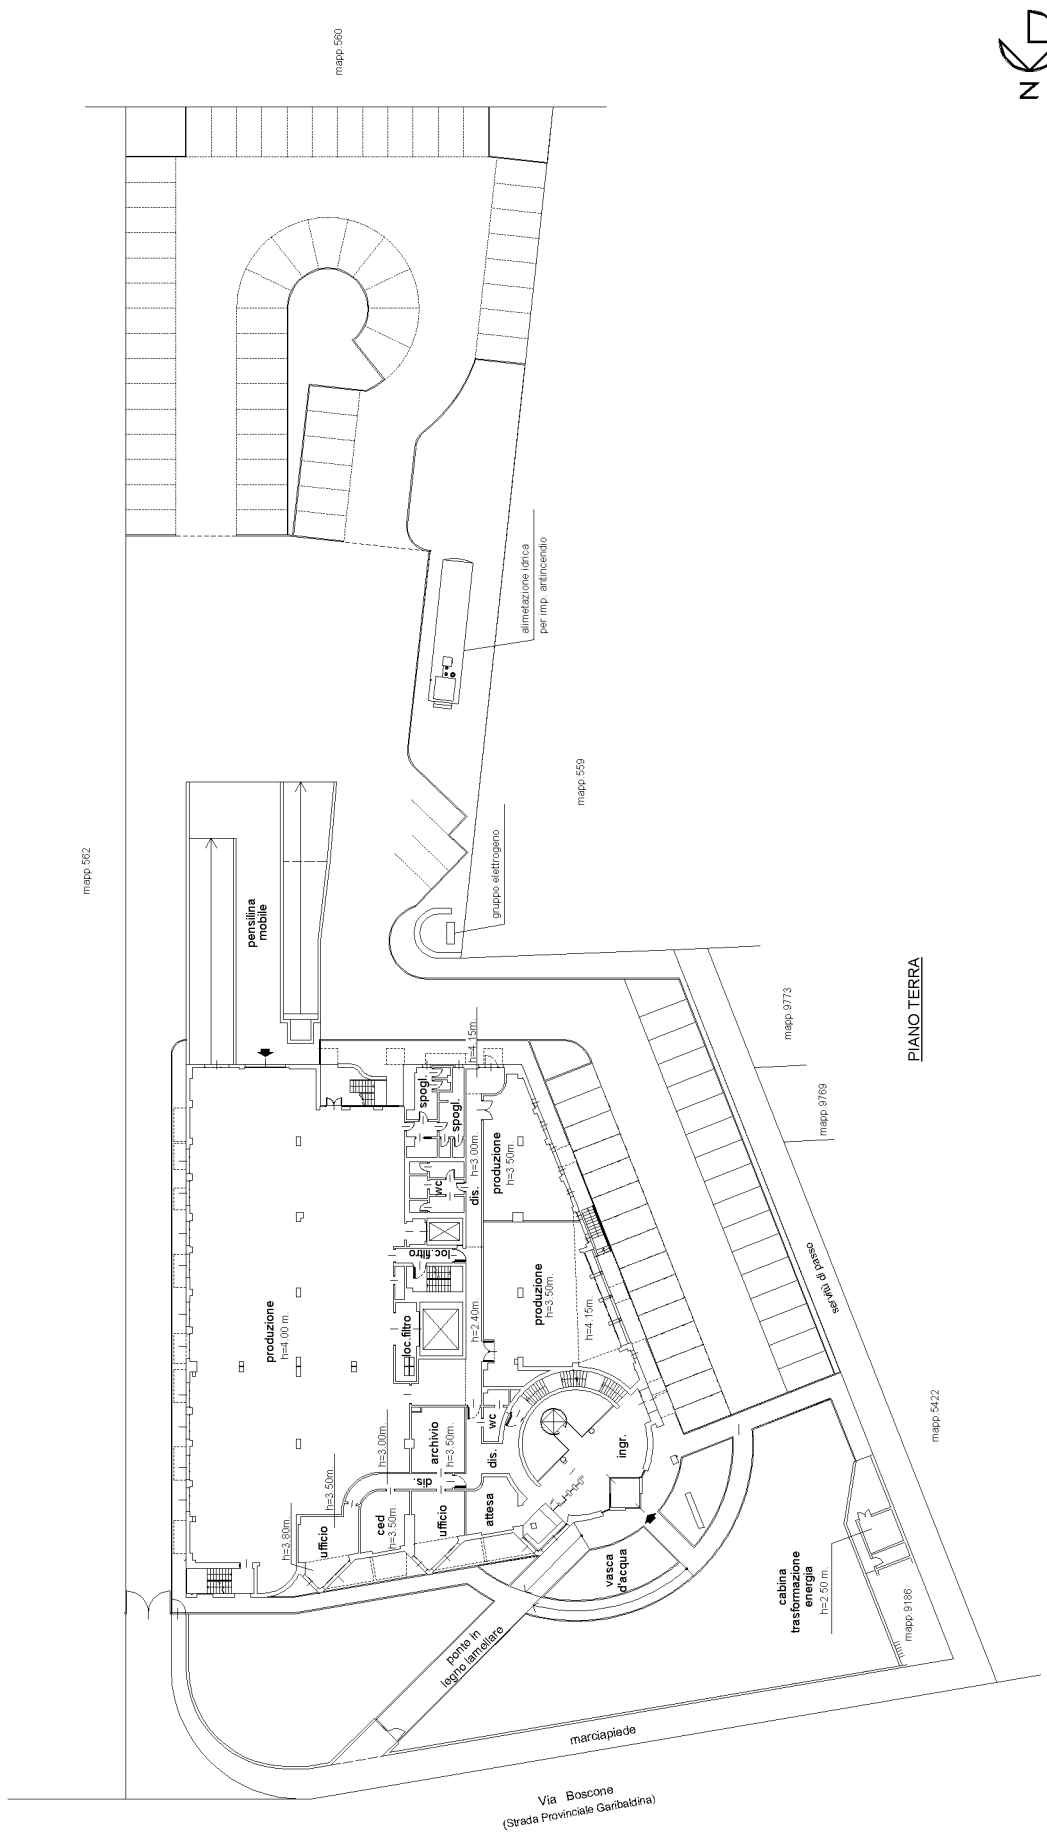 mapp.560
N
mapp.562
alimetazione idrica
per imp. antincendio
mapp.559
gruppo elettrogeno
pensilina
mobile
PIANO TERRA
mapp.9773
mapp.9769
servitù di passo
mapp.5422
h=4.15m.
spogl.
spogl.
wc
dis.
h=3.00m.
produzione
h=3.50m.
loc.filtro
produzione
h=4.00 m.
loc.filtro
h=2.40m.
produzione
h=3.50m.
h=4.15m.
archivio
h=3.50m.
h=3.00m.
h=3.50m.
h=3.80m.
wc
dis.
dis.
ingr.
ufficio
ced
h=3.50m.
ufficio
attesa
vasca
d'acqua
cabina
trasformazione
energia
h=2.50 m.
mapp.9186
ponte in
legno lamellare
marciapiede
Via Boscone
(Strada Provinciale Garibaldina)